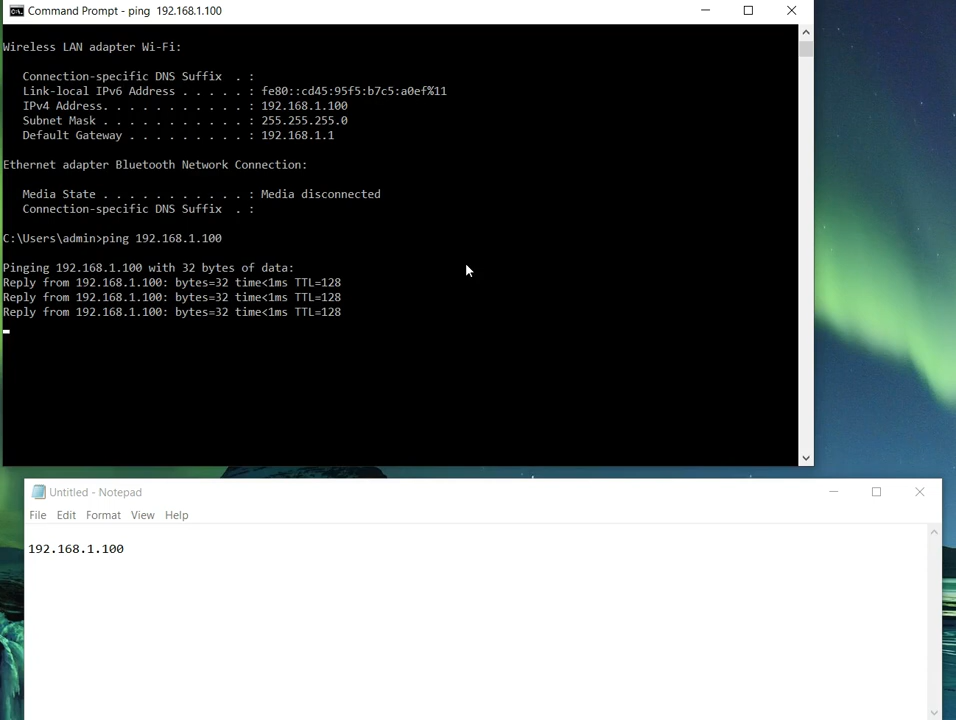 Command Prompt - ping  192.168.1.100
Wireless LAN adapter Wi-Fi:
Connection-specific DNS Suffix  . :
Link-local IPv6 Address . . . . . : fe80::cd45:95f5:b7c5:a0ef%11
IPv4 Address. . . . . . . . . . . : 192.168.1.100
Subnet Mask . . . . . . . . . . . : 255.255.255.0
Default Gateway . . . . . . . . . : 192.168.1.1
Ethernet adapter Bluetooth Network Connection:
Media State . . . . . . . . . . . : Media disconnected
Connection-specific DNS Suffix  . :
C:\Users\admin>ping 192.168.1.100
Pinging 192.168.1.100 with 32 bytes of data:
Reply from 192.168.1.100: bytes=32 time<1ms TTL=128
Reply from 192.168.1.100: bytes=32 time<1ms TTL=128
Reply from 192.168.1.100: bytes=32 time<1ms TTL=128
Untitled - Notepad
File Edit Format View Help
192.168.1.100